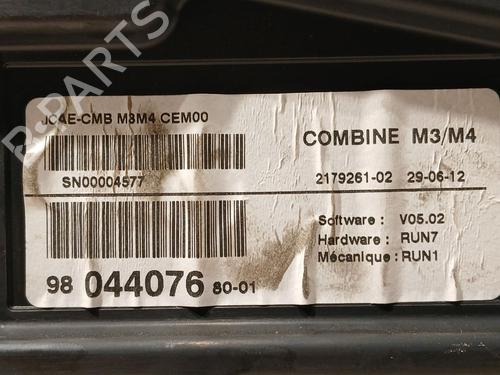 JCAE-CMB M3M4 CEM00
SN00004577
98 044076 80-01
COMBINE M3/M4
2179261-02 29-06-12
Software : V05.02
Hardware : RUN7
Mécanique : RUN1
R-PARTS